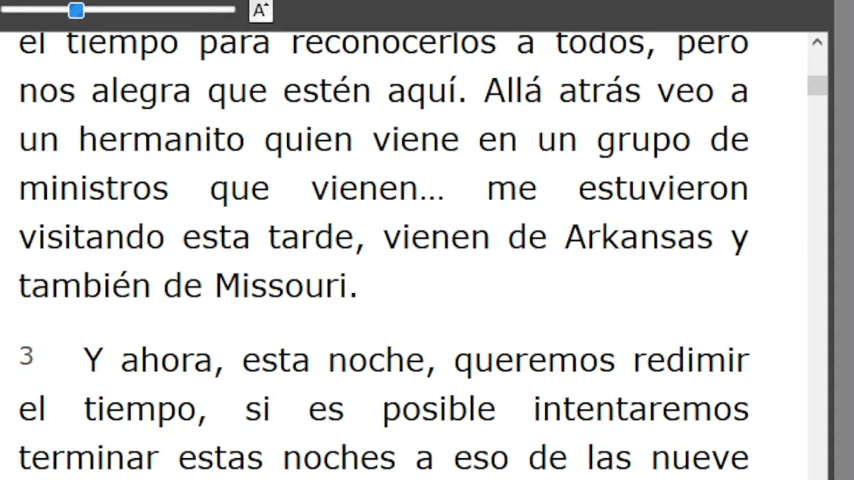 A
el tiempo para reconocerlos a todos, pero
nos alegra que estén aquí. Allá atrás veo a
un hermanito quien viene en un grupo de
ministros que vienen… me estuvieron
visitando esta tarde, vienen de Arkansas y
también de Missouri.
3 Y ahora, esta noche, queremos redimir
el tiempo, si es posible intentaremos
terminar estas noches a eso de las nueve